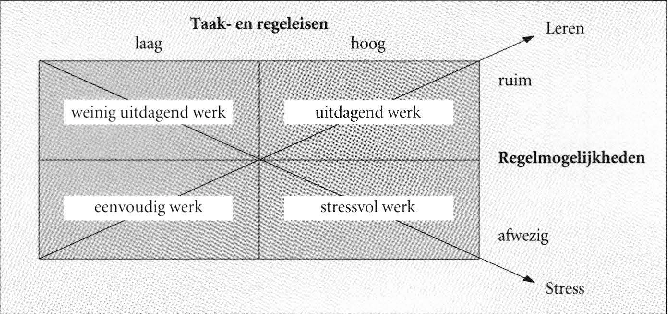 Taak- en regeleisen
laag
hoog
Leren
ruim
weinig uitdagend werk
uitdagend werk
Regelmogelijkheden
eenvoudig werk
stressvol werk
afwezig
Stress